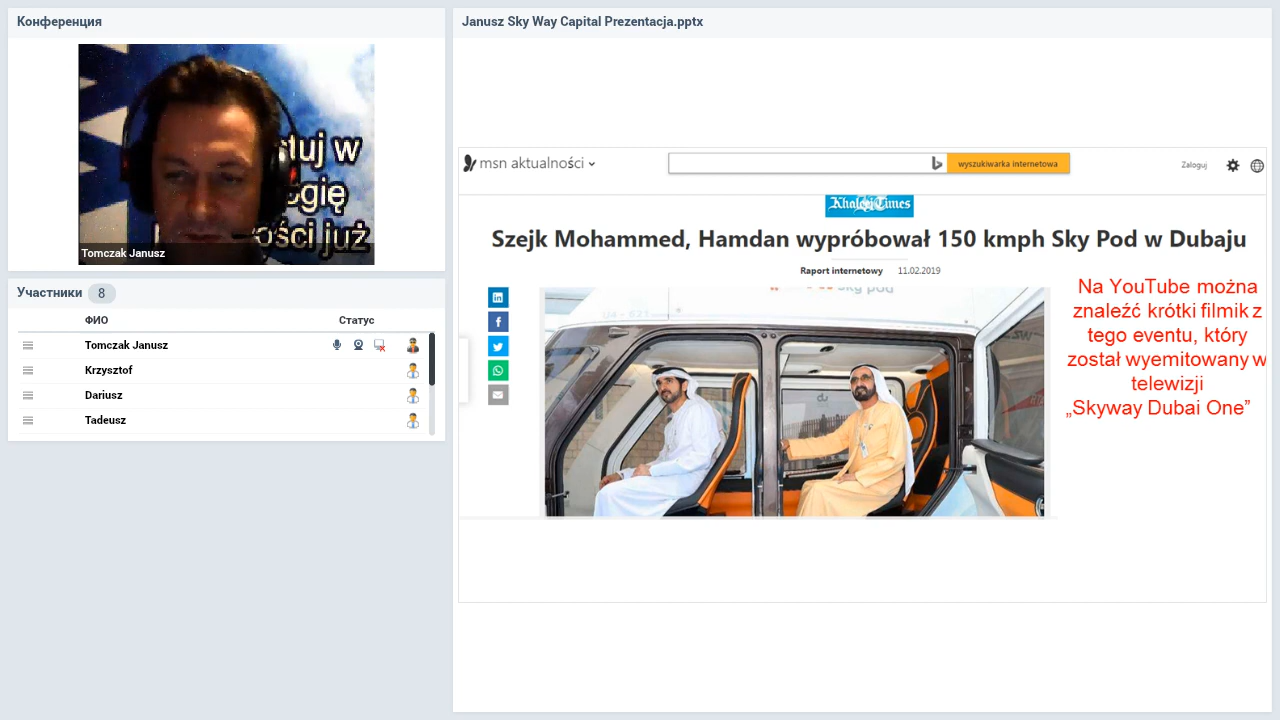 Конференция
Tomczak Janusz
Участники 8
ФИО Статус
Tomczak Janusz
Krzysztof
Dariusz
Tadeusz
Janusz Sky Way Capital Prezentacja.pptx
msn aktualności
wyszukiwarka internetowa
Zaloguj
Khaleej Times
Szejk Mohammed, Hamdan wypróbował 150 kmph Sky Pod w Dubaju
Raport internetowy 11.02.2019
Na YouTube można
znaleźć krótki filmik z
tego eventu, który
został wyemitowany w
telewizji
„Skyway Dubai One”
du